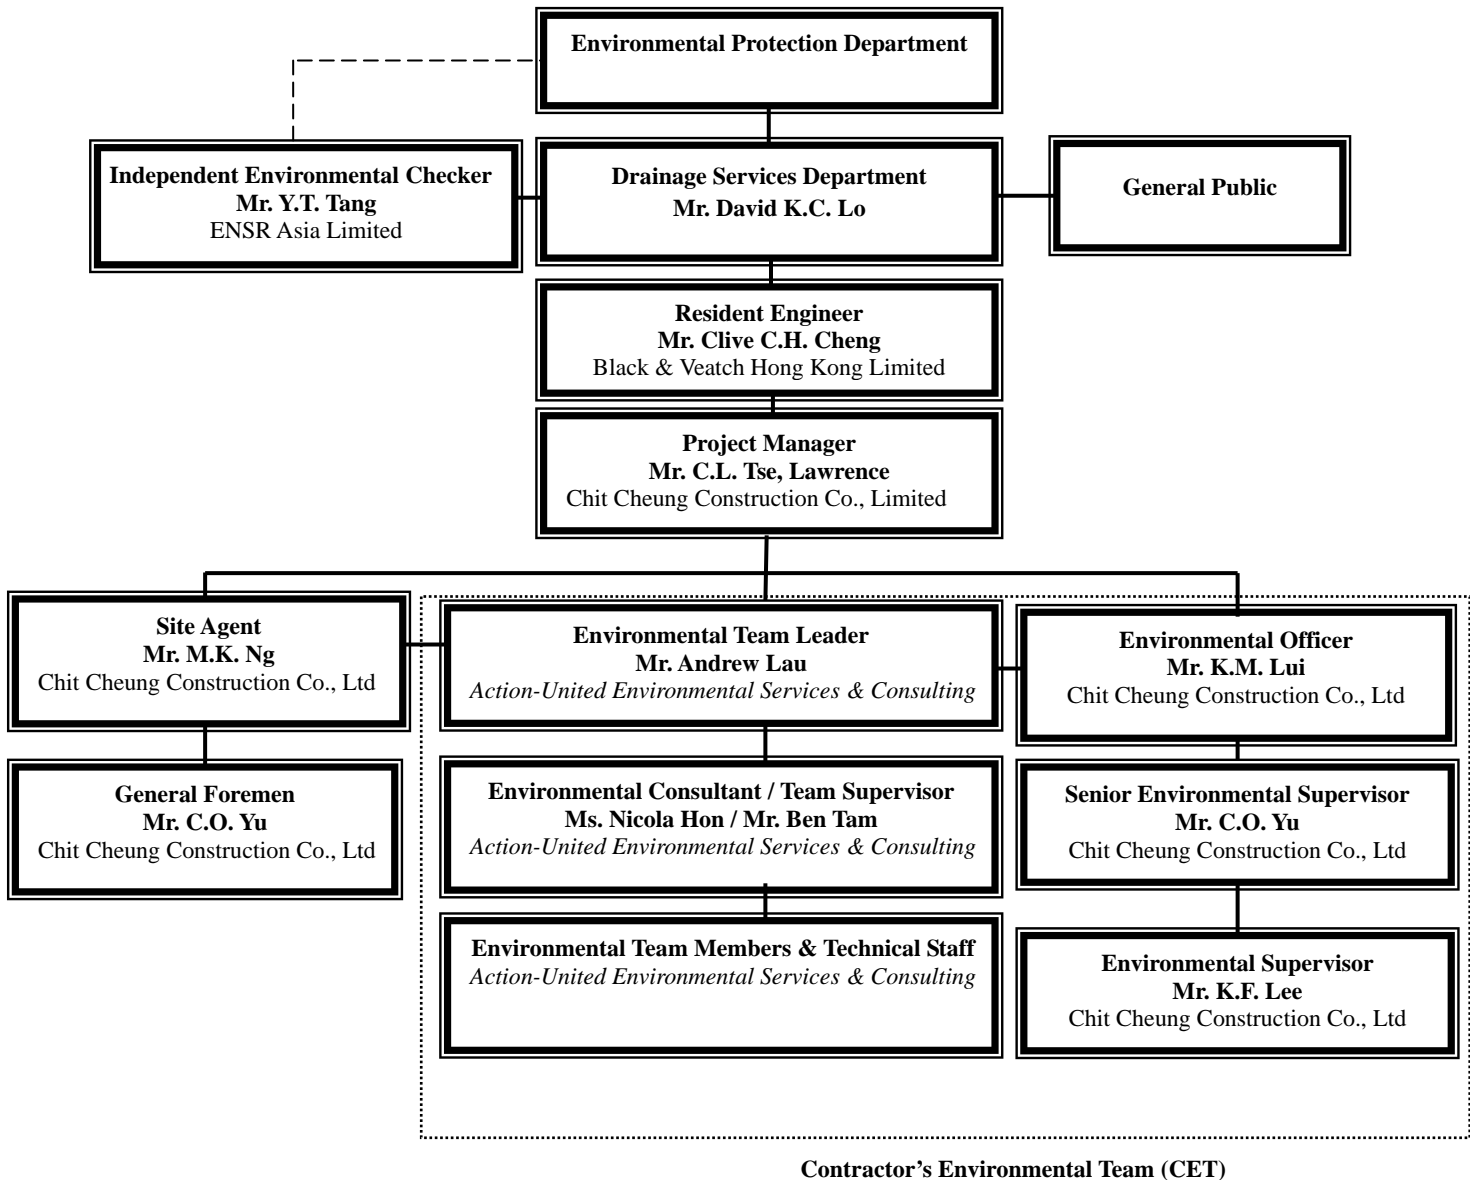 Environmental Protection Department
Independent Environmental Checker
Mr. Y.T. Tang
ENSR Asia Limited
Drainage Services Department
Mr. David K.C. Lo
General Public
Resident Engineer
Mr. Clive C.H. Cheng
Black & Veatch Hong Kong Limited
Project Manager
Mr. C.L. Tse, Lawrence
Chit Cheung Construction Co., Limited
Site Agent
Mr. M.K. Ng
Chit Cheung Construction Co., Ltd
Environmental Team Leader
Mr. Andrew Lau
Action-United Environmental Services & Consulting
Environmental Officer
Mr. K.M. Lui
Chit Cheung Construction Co., Ltd
General Foremen
Mr. C.O. Yu
Chit Cheung Construction Co., Ltd
Environmental Consultant / Team Supervisor
Ms. Nicola Hon / Mr. Ben Tam
Action-United Environmental Services & Consulting
Senior Environmental Supervisor
Mr. C.O. Yu
Chit Cheung Construction Co., Ltd
Environmental Team Members & Technical Staff
Action-United Environmental Services & Consulting
Environmental Supervisor
Mr. K.F. Lee
Chit Cheung Construction Co., Ltd
Contractor's Environmental Team (CET)